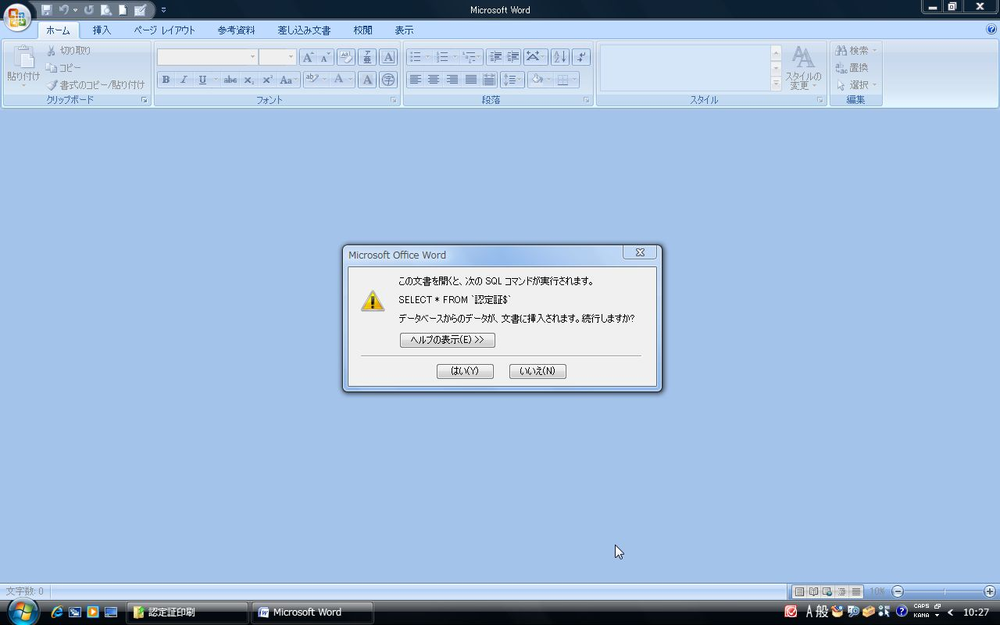 Microsoft Word
ホーム 挿入 ページ レイアウト 参考資料 差し込み文書 校閲 表示
貼り付け
切り取り
コピー
書式のコピー/貼り付け
クリップボード
B I U abc X₂ X² Aa
フォント
段落
スタイルの
変更
スタイル
検索
置換
選択
編集
Microsoft Office Word
この文書を開くと、次の SQL コマンドが実行されます。
SELECT * FROM `認定証$`
データベースからのデータが、文書に挿入されます。続行しますか?
ヘルプの表示(E) >>
はい(Y) いいえ(N)
文字数: 0
10%
認定証印刷
Microsoft Word
A 般
CAPS
KANA
10:27